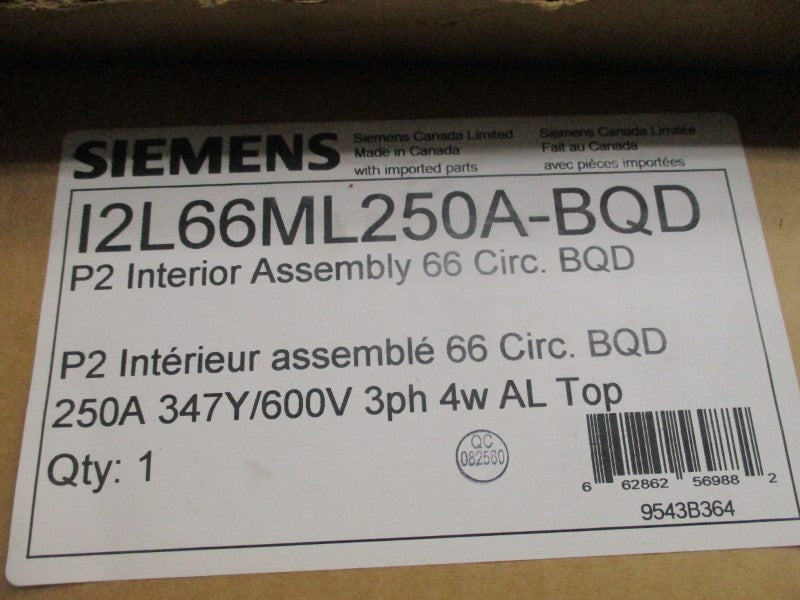 SIEMENS
Siemens Canada Limited
Made in Canada
with imported parts
Siemens Canada Limitée
Fait au Canada
avec pièces importées
I2L66ML250A-BQD
P2 Interior Assembly 66 Circ. BQD
P2 Intérieur assemblé 66 Circ. BQD
250A 347Y/600V 3ph 4w AL Top
Qty: 1
QC
082560
6 62862 56988 2
9543B364